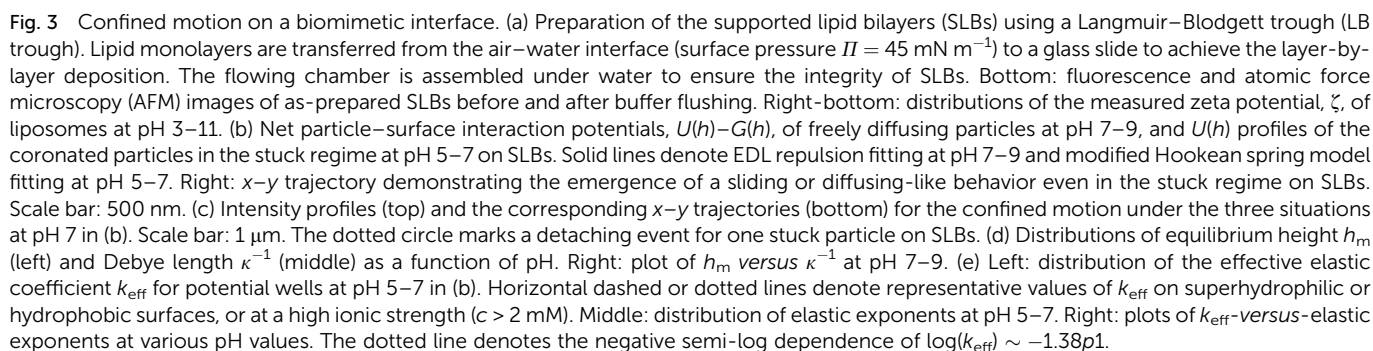 Fig. 3 Confined motion on a biomimetic interface. (a) Preparation of the supported lipid bilayers (SLBs) using a Langmuir–Blodgett trough (LB
trough). Lipid monolayers are transferred from the air–water interface (surface pressure Π = 45 mN m⁻¹) to a glass slide to achieve the layer-by-
layer deposition. The flowing chamber is assembled under water to ensure the integrity of SLBs. Bottom: fluorescence and atomic force
microscopy (AFM) images of as-prepared SLBs before and after buffer flushing. Right-bottom: distributions of the measured zeta potential, ζ, of
liposomes at pH 3–11. (b) Net particle–surface interaction potentials, U(h)–G(h), of freely diffusing particles at pH 7–9, and U(h) profiles of the
coronated particles in the stuck regime at pH 5–7 on SLBs. Solid lines denote EDL repulsion fitting at pH 7–9 and modified Hookean spring model
fitting at pH 5–7. Right: x–y trajectory demonstrating the emergence of a sliding or diffusing-like behavior even in the stuck regime on SLBs.
Scale bar: 500 nm. (c) Intensity profiles (top) and the corresponding x–y trajectories (bottom) for the confined motion under the three situations
at pH 7 in (b). Scale bar: 1 μm. The dotted circle marks a detaching event for one stuck particle on SLBs. (d) Distributions of equilibrium height hₘ
(left) and Debye length κ⁻¹ (middle) as a function of pH. Right: plot of hₘ versus κ⁻¹ at pH 7–9. (e) Left: distribution of the effective elastic
coefficient k_eff for potential wells at pH 5–7 in (b). Horizontal dashed or dotted lines denote representative values of k_eff on superhydrophilic or
hydrophobic surfaces, or at a high ionic strength (c > 2 mM). Middle: distribution of elastic exponents at pH 5–7. Right: plots of k_eff-versus-elastic
exponents at various pH values. The dotted line denotes the negative semi-log dependence of log(k_eff) ∼ −1.38p1.